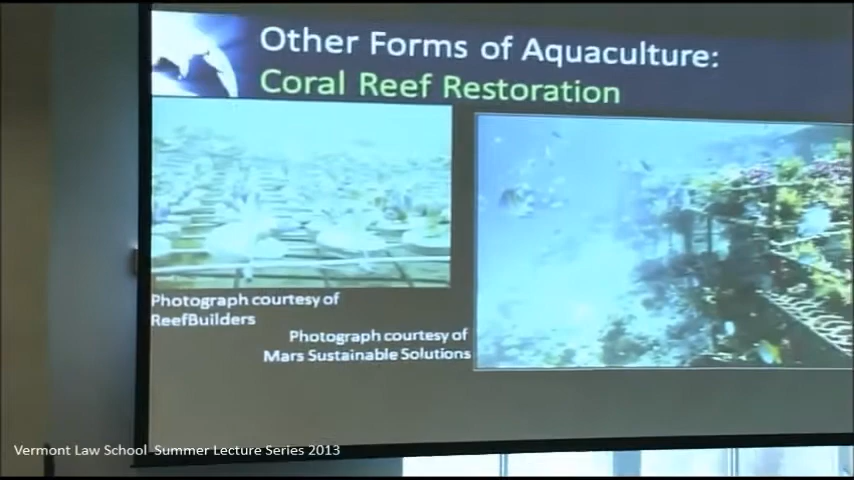 Other Forms of Aquaculture:
Coral Reef Restoration
Photograph courtesy of
ReefBuilders
Photograph courtesy of
Mars Sustainable Solutions
Vermont Law School Summer Lecture Series 2013